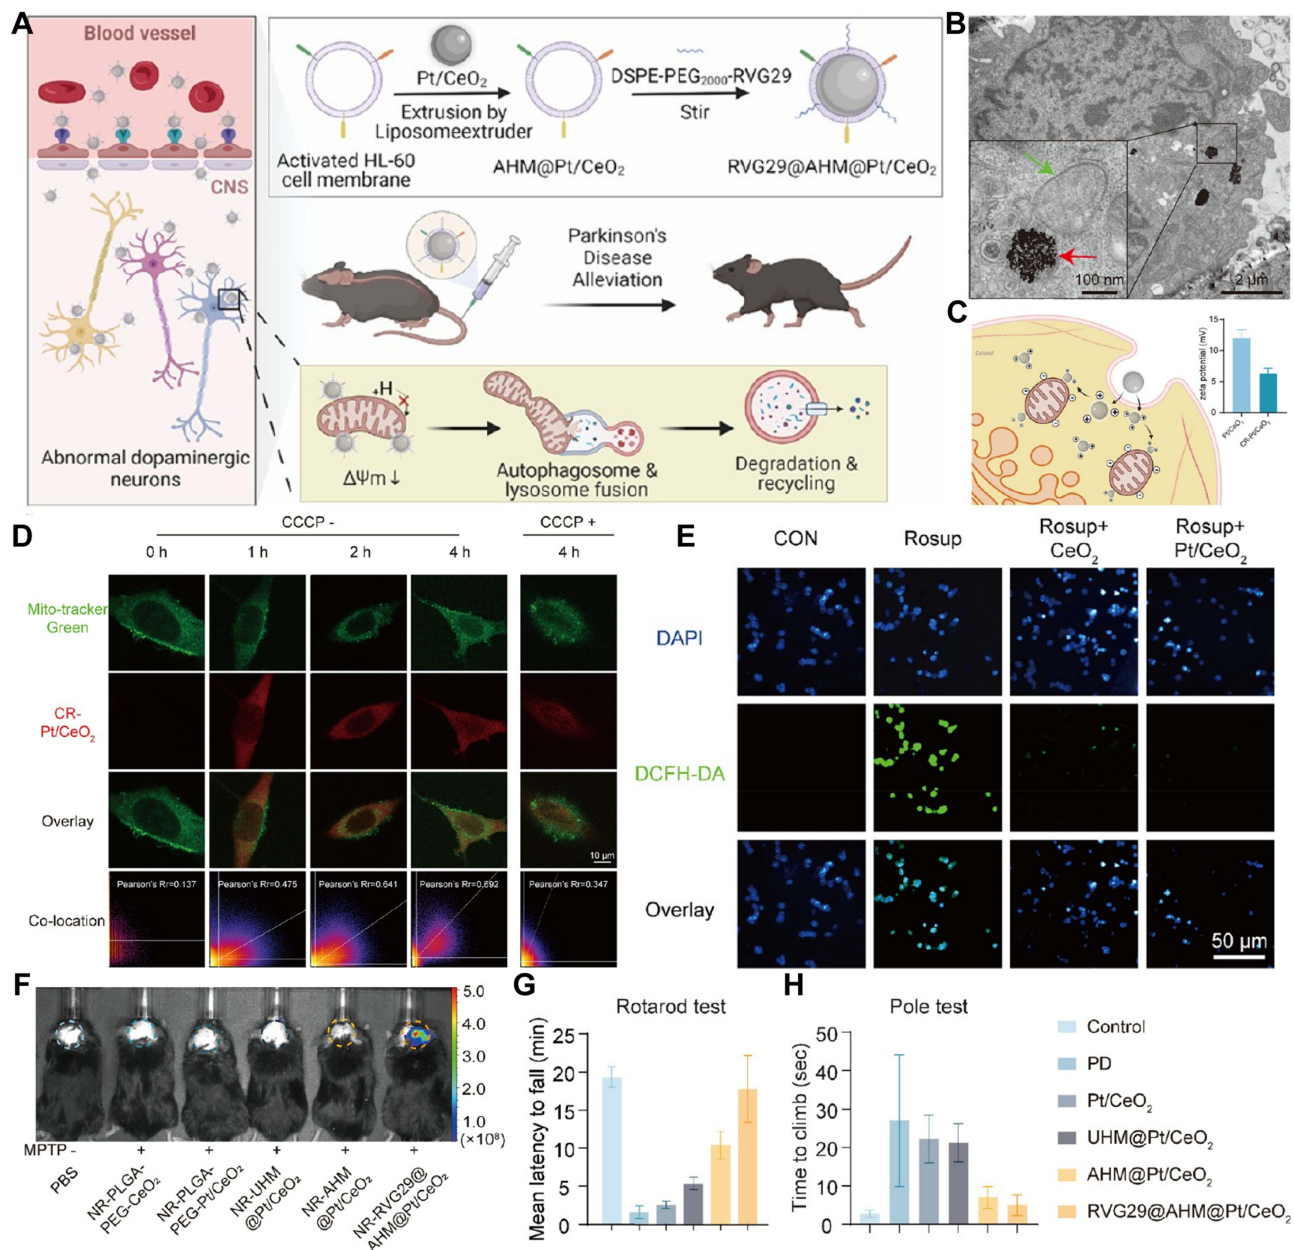 A
Blood vessel
CNS
Abnormal dopaminergic
neurons
Pt/CeO₂
Extrusion by
Liposomeextruder
Activated HL-60
cell membrane
AHM@Pt/CeO₂
DSPE-PEG₂₀₀₀-RVG29
Stir
RVG29@AHM@Pt/CeO₂
Parkinson's
Disease
Alleviation
+H
ΔΨm↓
Autophagosome &
lysosome fusion
Degradation &
recycling
B
100 nm
2 μm
C
Cytosol
zeta potential (mV)
15
10
5
0
Pt/CeO₂
CR-Pt/CeO₂
D
CCCP -
CCCP +
0 h
1 h
2 h
4 h
4 h
Mito-tracker
Green
CR-
Pt/CeO₂
Overlay
10 μm
Co-location
Pearson's Rr=0.137
Pearson's Rr=0.475
Pearson's Rr=0.641
Pearson's Rr=0.692
Pearson's Rr=0.347
E
CON
Rosup
Rosup+
CeO₂
Rosup+
Pt/CeO₂
DAPI
DCFH-DA
Overlay
50 μm
F
5.0
4.0
3.0
2.0
1.0
(×10⁸)
MPTP - + + + + +
PBS
NR-PLGA-
PEG-CeO₂
NR-PLGA-
PEG-Pt/CeO₂
NR-UHM
@Pt/CeO₂
NR-AHM
@Pt/CeO₂
NR-RVG29@
AHM@Pt/CeO₂
G
Rotarod test
Mean latency to fall (min)
25
20
15
10
5
0
H
Pole test
Time to climb (sec)
50
40
30
20
10
0
Control
PD
Pt/CeO₂
UHM@Pt/CeO₂
AHM@Pt/CeO₂
RVG29@AHM@Pt/CeO₂